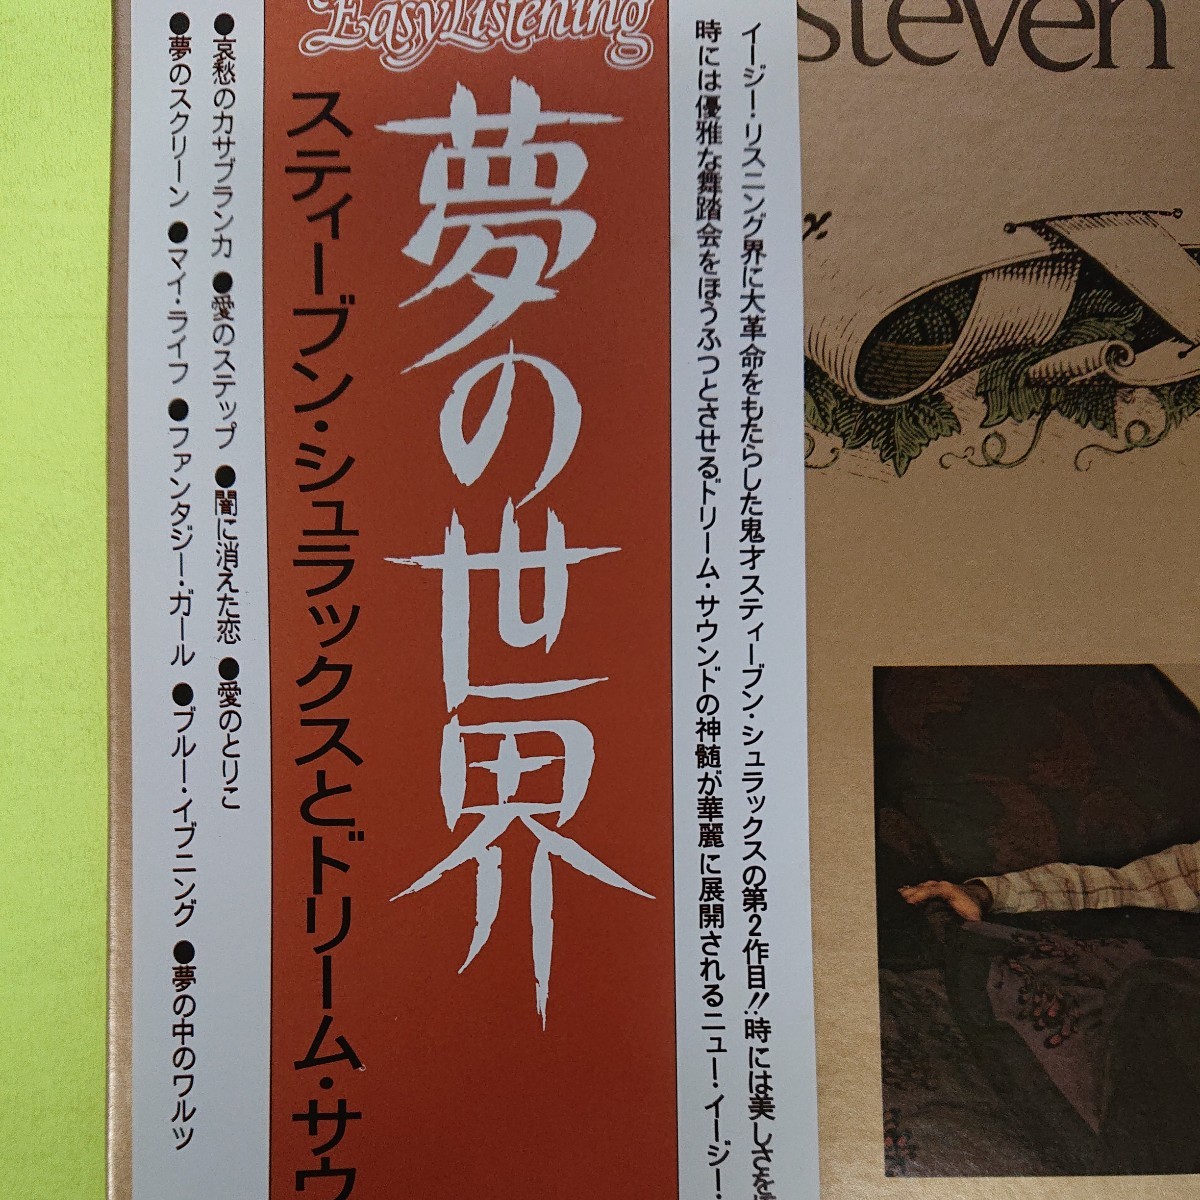 EasyListening
steven
イージー・リスニング界に大革命をもたらした鬼才スティーブン・シュラックスの第2作目!!時には美しさを
時には優雅な舞踏会をほうふつとさせるドリーム・サウンドの神髄が華麗に展開されるニュー・イージー・
夢の世界
スティーブン・シュラックスとドリーム・サウ
●哀愁のカサブランカ ●愛のステップ ●闇に消えた恋 ●愛のとりこ
●夢のスクリーン ●マイ・ライフ ●ファンタジー・ガール ●ブルー・イブニング ●夢の中のワルツ